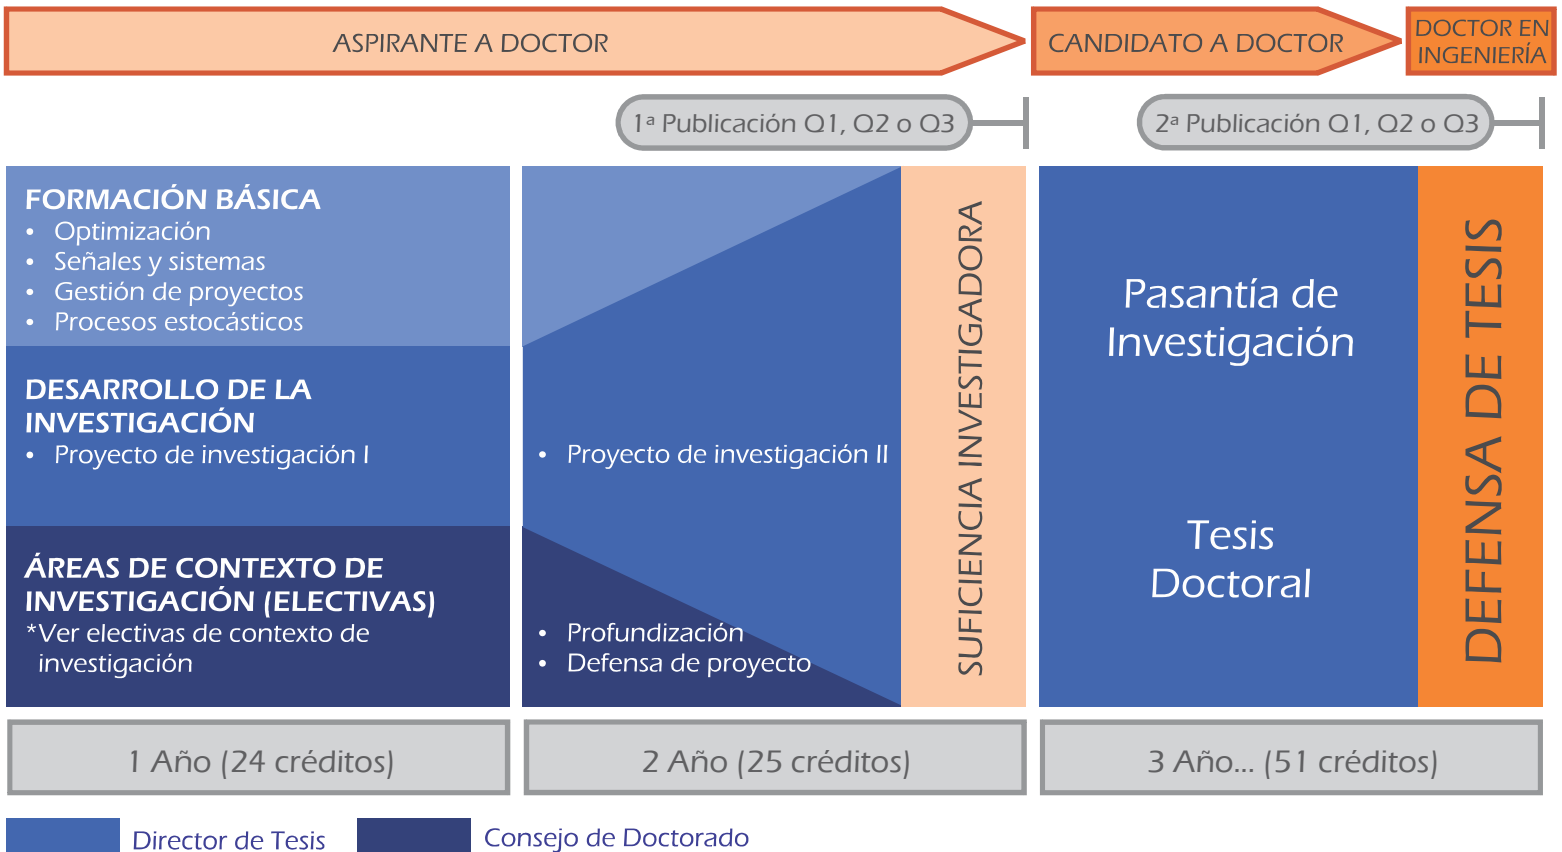 ASPIRANTE A DOCTOR
CANDIDATO A DOCTOR
DOCTOR EN
INGENIERÍA
1ª Publicación Q1, Q2 o Q3
2ª Publicación Q1, Q2 o Q3
FORMACIÓN BÁSICA
• Optimización
• Señales y sistemas
• Gestión de proyectos
• Procesos estocásticos
DESARROLLO DE LA
INVESTIGACIÓN
• Proyecto de investigación I
ÁREAS DE CONTEXTO DE
INVESTIGACIÓN (ELECTIVAS)
*Ver electivas de contexto de
investigación
• Proyecto de investigación II
• Profundización
• Defensa de proyecto
SUFICIENCIA INVESTIGADORA
Pasantía de
Investigación
Tesis
Doctoral
DEFENSA DE TESIS
1 Año (24 créditos)
2 Año (25 créditos)
3 Año... (51 créditos)
Director de Tesis
Consejo de Doctorado